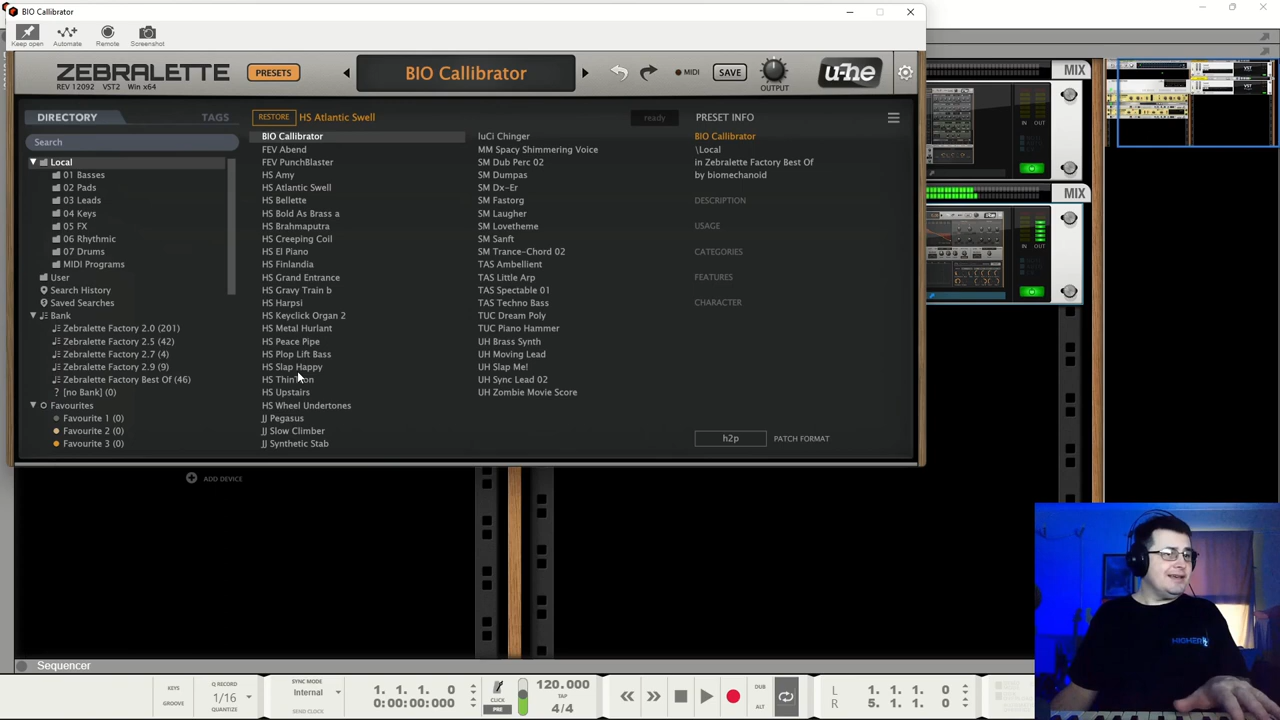 BIO Callibrator
Keep open
Automate
Remote
Screenshot
ZEBRALETTE
REV 12092 VST2 Win x64
PRESETS
BIO Callibrator
MIDI
SAVE
OUTPUT
u-he
DIRECTORY
TAGS
RESTORE
HS Atlantic Swell
ready
PRESET INFO
Search
Local
01 Basses
02 Pads
03 Leads
04 Keys
05 FX
06 Rhythmic
07 Drums
MIDI Programs
User
Search History
Saved Searches
Bank
Zebralette Factory 2.0 (201)
Zebralette Factory 2.5 (42)
Zebralette Factory 2.7 (4)
Zebralette Factory 2.9 (9)
Zebralette Factory Best Of (46)
? [no Bank] (0)
Favourites
Favourite 1 (0)
Favourite 2 (0)
Favourite 3 (0)
BIO Callibrator
FEV Abend
FEV PunchBlaster
HS Amy
HS Atlantic Swell
HS Bellette
HS Bold As Brass a
HS Brahmaputra
HS Creeping Coil
HS El Piano
HS Finlandia
HS Grand Entrance
HS Gravy Train b
HS Harpsi
HS Keyclick Organ 2
HS Metal Hurlant
HS Peace Pipe
HS Plop Lift Bass
HS Slap Happy
HS Upstairs
HS Wheel Undertones
JJ Pegasus
JJ Slow Climber
JJ Synthetic Stab
luCi Chinger
MM Spacy Shimmering Voice
SM Dub Perc 02
SM Dumpas
SM Dx-Er
SM Fastorg
SM Laugher
SM Lovetheme
SM Sanft
SM Trance-Chord 02
TAS Ambellient
TAS Little Arp
TAS Spectable 01
TAS Techno Bass
TUC Dream Poly
TUC Piano Hammer
UH Brass Synth
UH Moving Lead
UH Slap Me!
UH Sync Lead 02
UH Zombie Movie Score
BIO Callibrator
\Local
in Zebralette Factory Best Of
by biomechanoid
DESCRIPTION
USAGE
CATEGORIES
FEATURES
CHARACTER
h2p
PATCH FORMAT
MIX
IN OUT
MIX
IN OUT
VST
VST
ADD DEVICE
HIGHER
Sequencer
KEYS
GROOVE
Q RECORD
1/16
QUANTIZE
SYNC MODE
Internal
SEND CLOCK
1. 1. 1. 0
0:00:00:000
CLICK
PRE
120.000
TAP
4/4
DUB
ALT
L
R
1. 1. 1. 0
5. 1. 1. 0